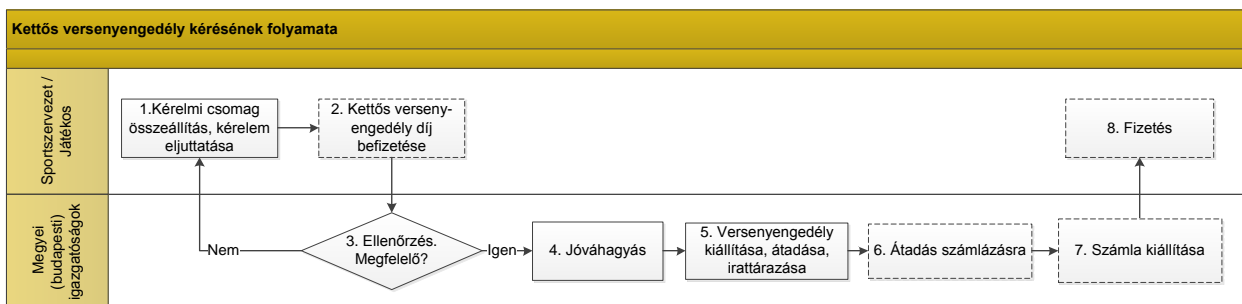 Kettős versenyengedély kérésének folyamata
Sportszervezet /
Játékos
1.Kérelmi csomag
összeállítás, kérelem
eljuttatása
2. Kettős verseny-
engedély díj
befizetése
8. Fizetés
Megyei
(budapesti)
igazgatóságok
Nem
3. Ellenőrzés.
Megfelelő?
Igen
4. Jóváhagyás
5. Versenyengedély
kiállítása, átadása,
irattárazása
6. Átadás számlázásra
7. Számla kiállítása